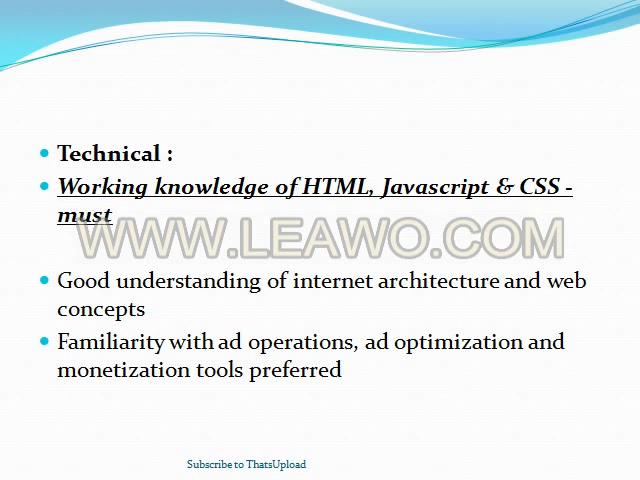 Technical :
Working knowledge of HTML, Javascript & CSS -
must
WWW.LEAWO.COM
Good understanding of internet architecture and web
concepts
Familiarity with ad operations, ad optimization and
monetization tools preferred
Subscribe to ThatsUpload